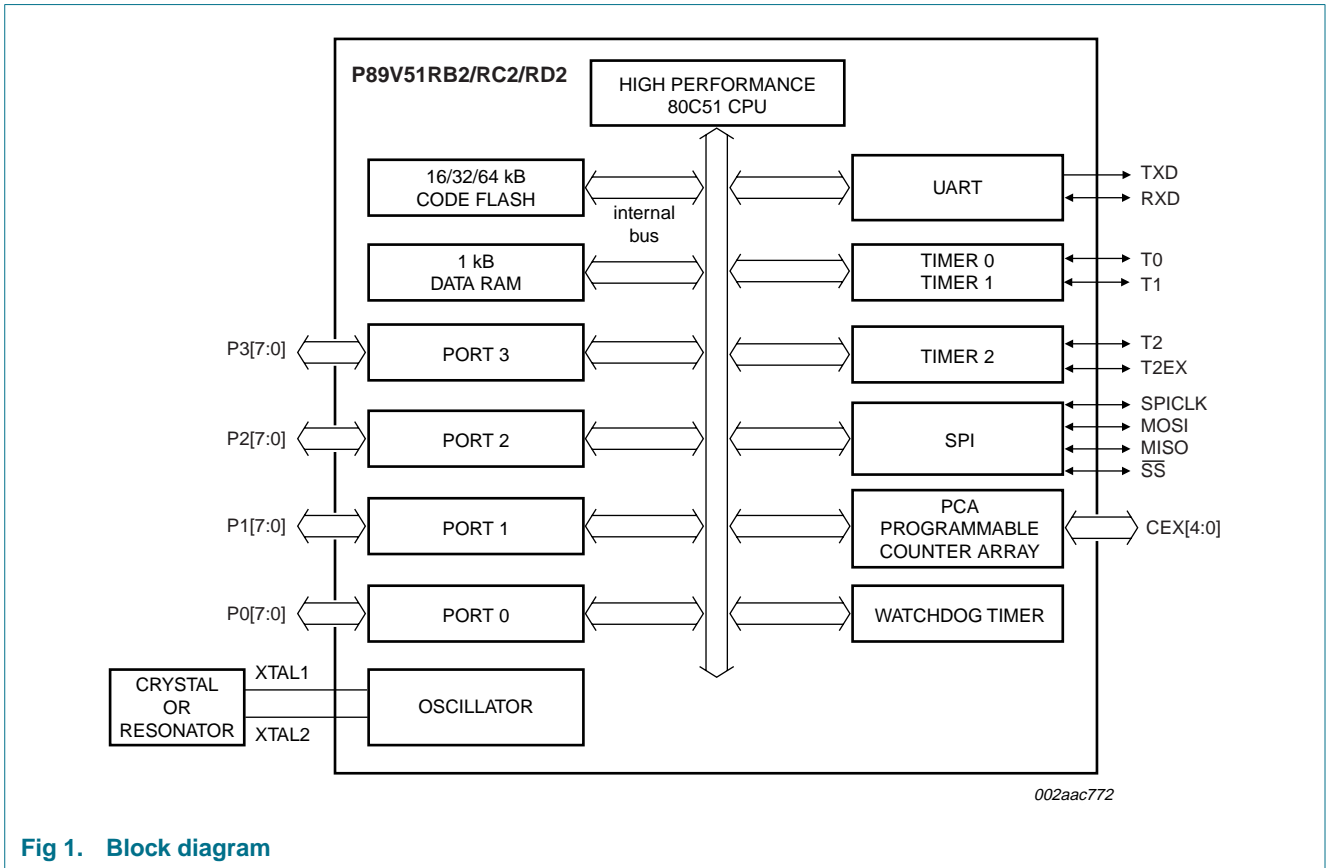 P89V51RB2/RC2/RD2
HIGH PERFORMANCE
80C51 CPU
16/32/64 kB
CODE FLASH
internal
bus
UART
TXD
RXD
1 kB
DATA RAM
TIMER 0
TIMER 1
T0
T1
P3[7:0]
PORT 3
TIMER 2
T2
T2EX
P2[7:0]
PORT 2
SPI
SPICLK
MOSI
MISO
SS
P1[7:0]
PORT 1
PCA
PROGRAMMABLE
COUNTER ARRAY
CEX[4:0]
P0[7:0]
PORT 0
WATCHDOG TIMER
CRYSTAL
OR
RESONATOR
XTAL1
XTAL2
OSCILLATOR
002aac772
Fig 1. Block diagram